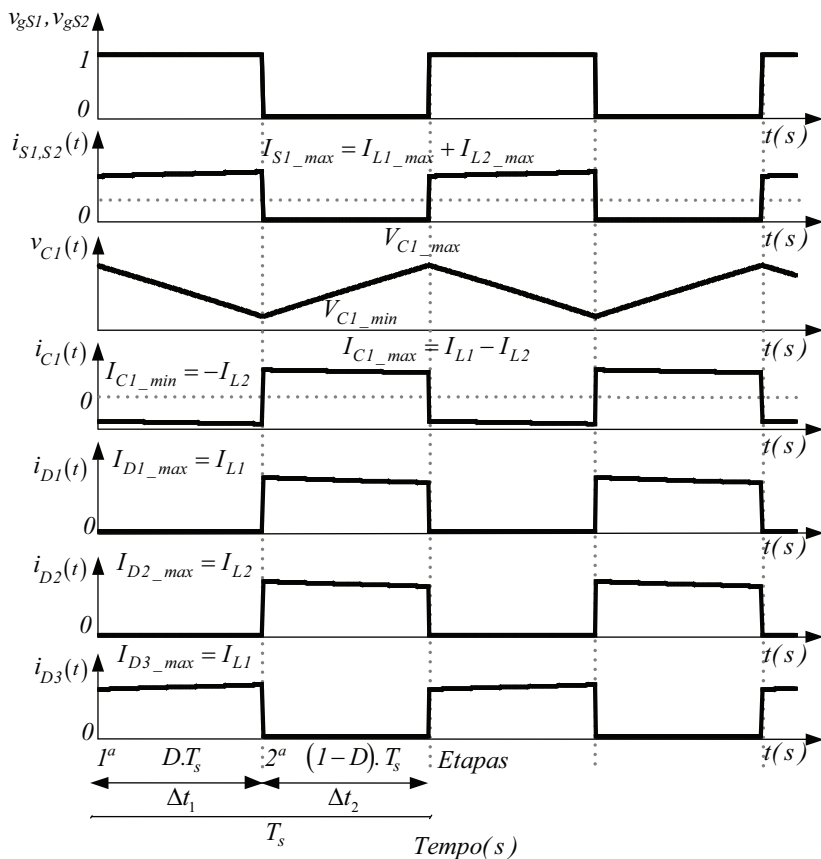 v_gS1, v_gS2
1
0
t(s)
i_S1,S2(t)
I_S1_max = I_L1_max + I_L2_max
0
t(s)
v_C1(t)
V_C1_max
V_C1_min
t(s)
i_C1(t)
I_C1_max = I_L1 − I_L2
I_C1_min = −I_L2
0
t(s)
i_D1(t)
I_D1_max = I_L1
0
t(s)
i_D2(t)
I_D2_max = I_L2
0
t(s)
i_D3(t)
I_D3_max = I_L1
0
t(s)
1ª D.T_s 2ª (1−D).T_s Etapas
Δt_1 Δt_2
T_s
Tempo(s)